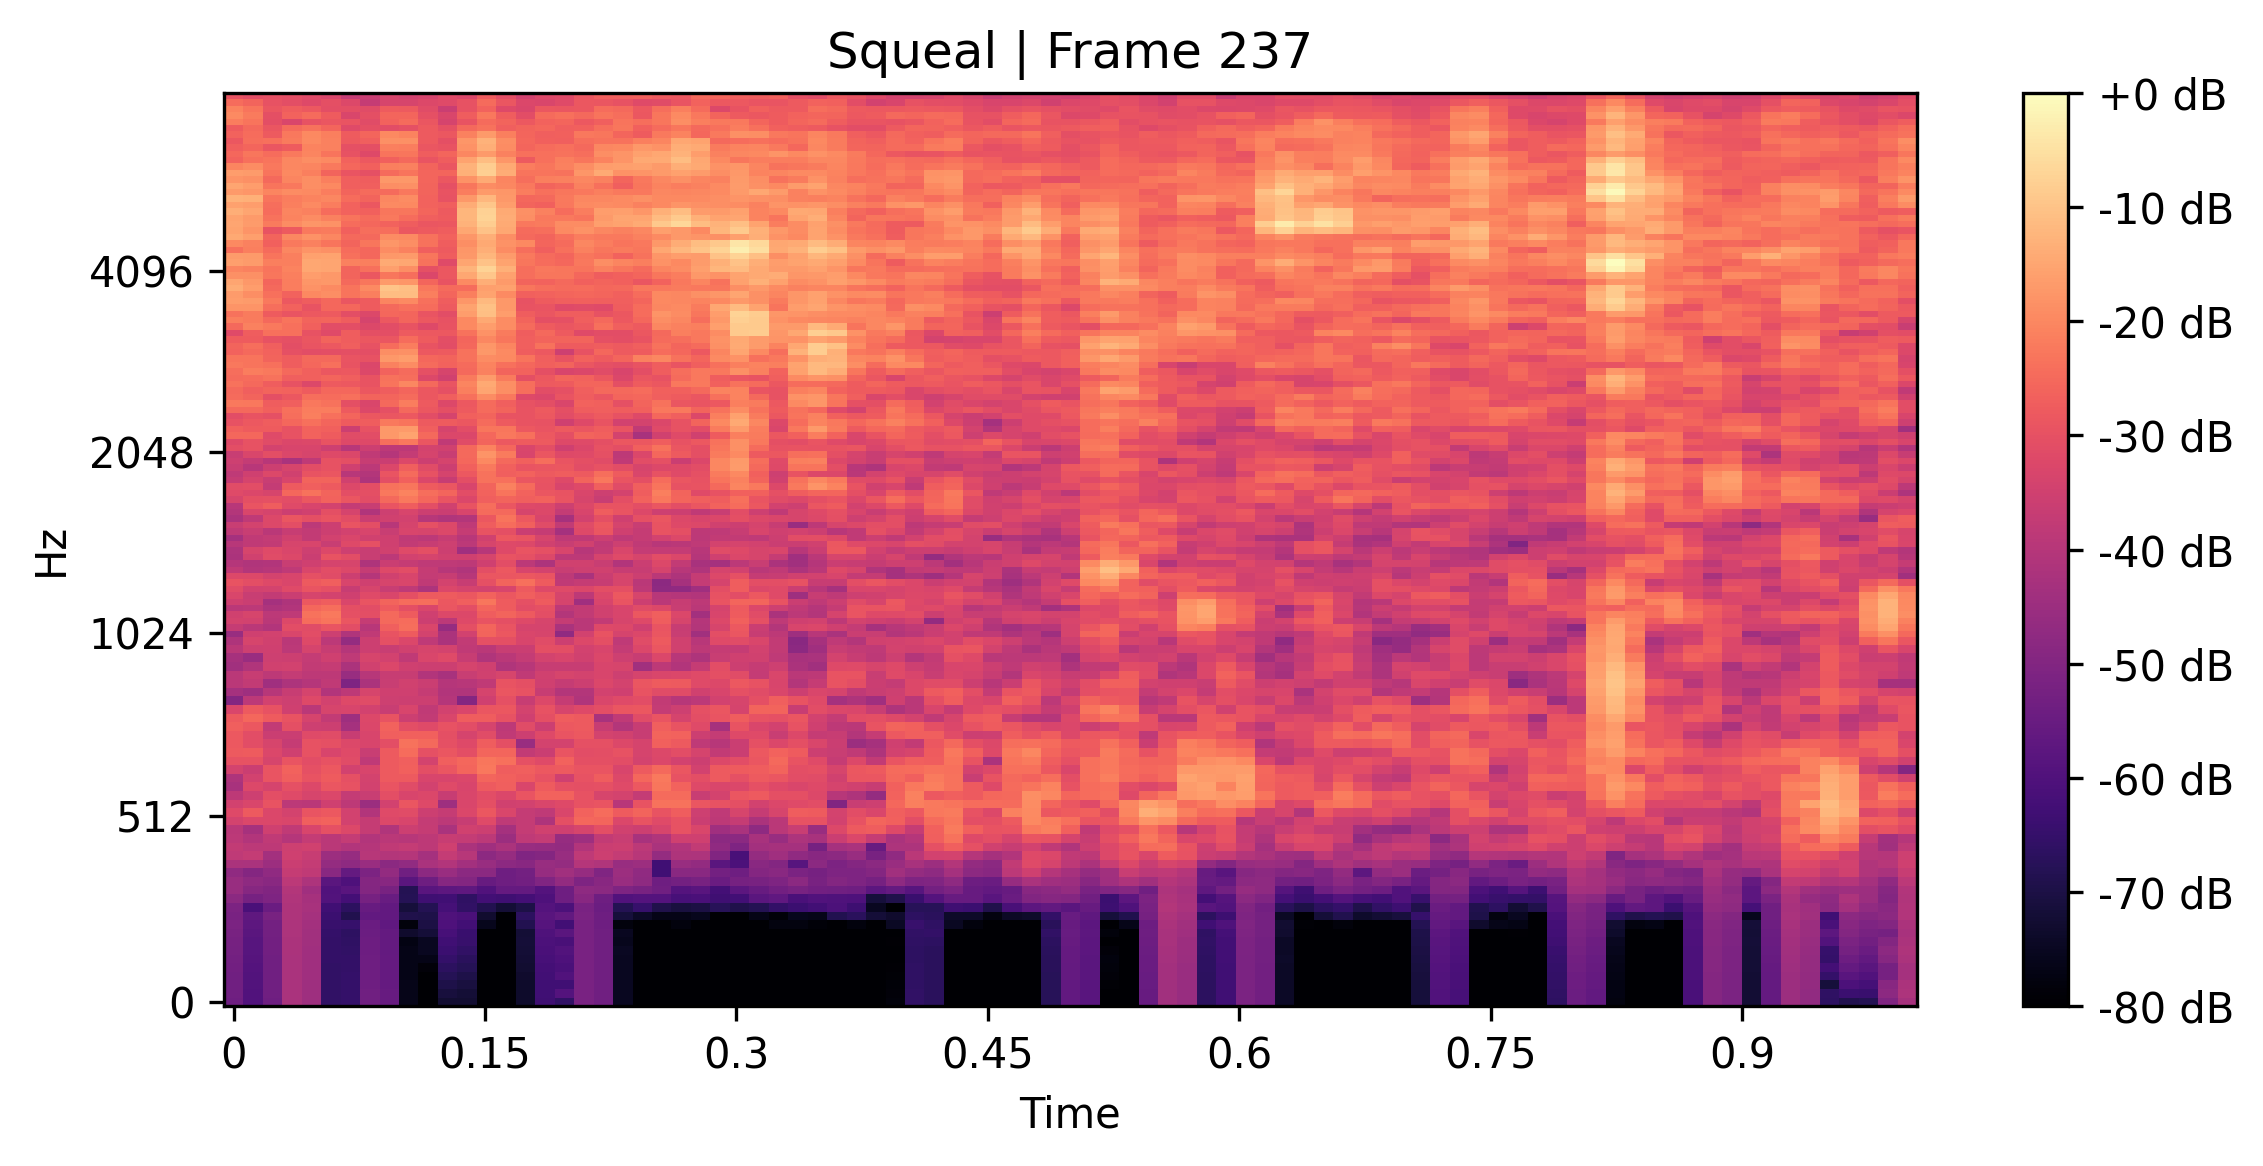 Squeal | Frame 237
Hz
4096
2048
1024
512
0
0 0.15 0.3 0.45 0.6 0.75 0.9
Time
+0 dB
-10 dB
-20 dB
-30 dB
-40 dB
-50 dB
-60 dB
-70 dB
-80 dB